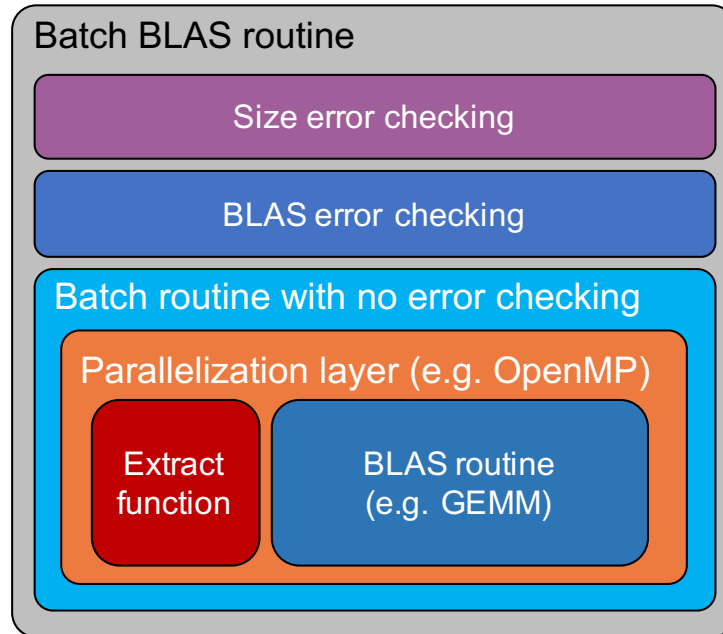 Batch BLAS routine
Size error checking
BLAS error checking
Batch routine with no error checking
Parallelization layer (e.g. OpenMP)
Extract
function
BLAS routine
(e.g. GEMM)